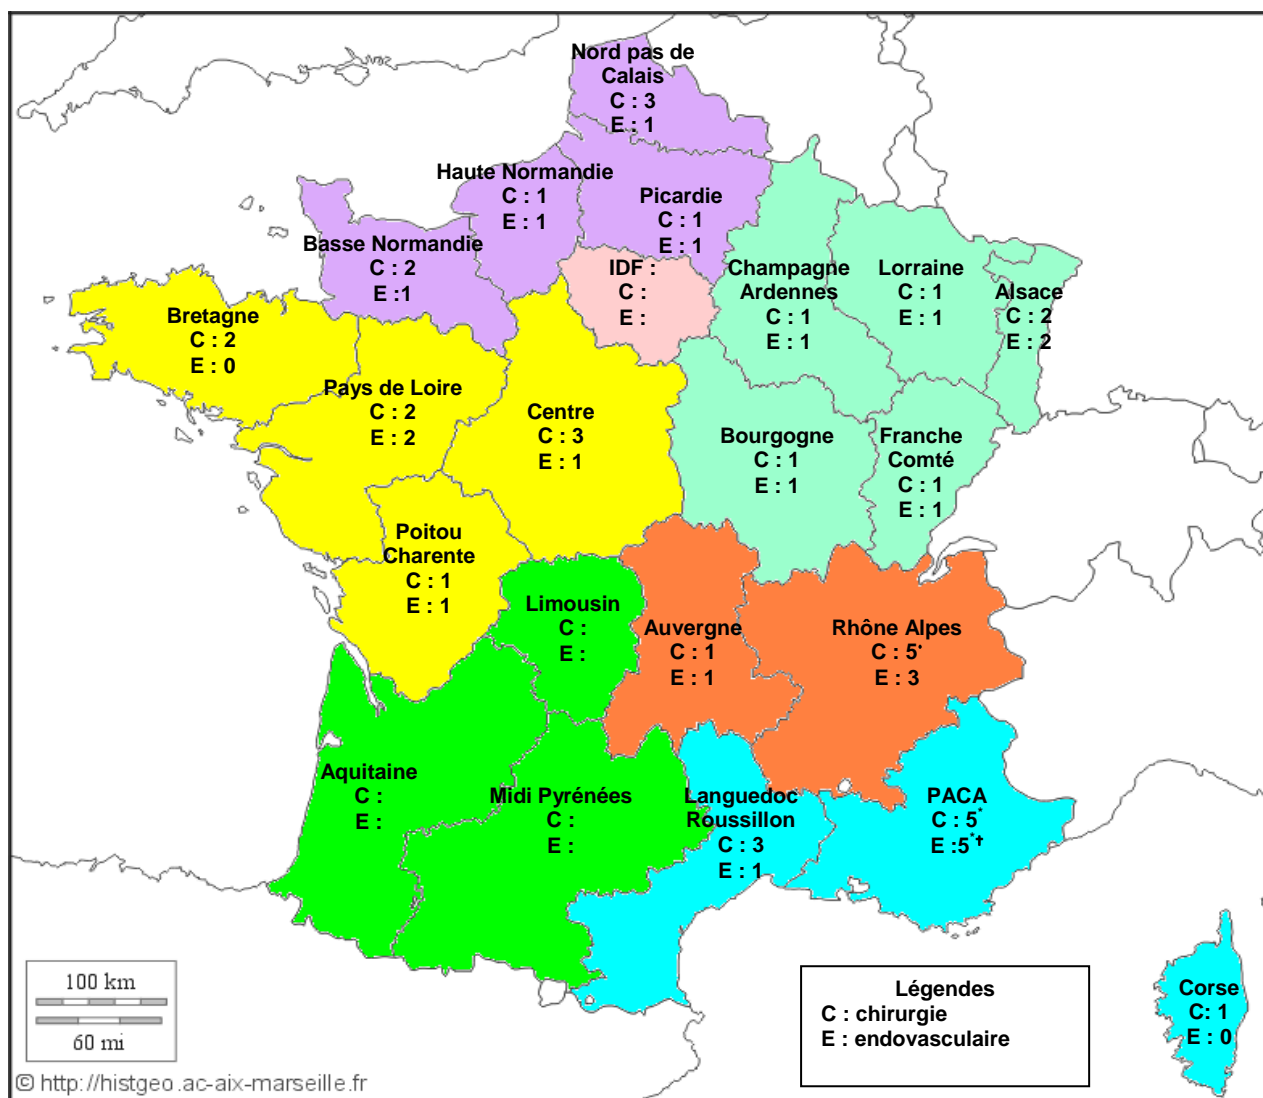 Nord pas de
Calais
C : 3
E : 1
Haute Normandie
C : 1
E : 1
Picardie
C : 1
E : 1
Basse Normandie
C : 2
E :1
IDF :
C :
E :
Champagne
Ardennes
C : 1
E : 1
Lorraine
C : 1
E : 1
Alsace
C : 2
E : 2
Bretagne
C : 2
E : 0
Pays de Loire
C : 2
E : 2
Centre
C : 3
E : 1
Bourgogne
C : 1
E : 1
Franche
Comté
C : 1
E : 1
Poitou
Charente
C : 1
E : 1
Limousin
C :
E :
Auvergne
C : 1
E : 1
Rhône Alpes
C : 5*
E : 3
Aquitaine
C :
E :
Midi Pyrénées
C :
E :
Languedoc
Roussillon
C : 3
E : 1
PACA
C : 5*
E :5*†
Corse
C: 1
E : 0
100 km
60 mi
Légendes
C : chirurgie
E : endovasculaire
© http://histgeo.ac-aix-marseille.fr